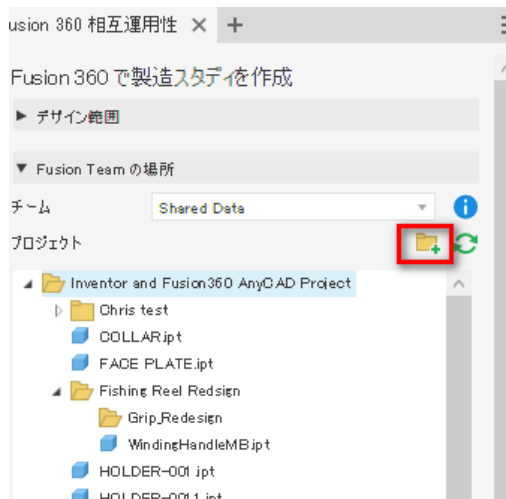 usion 360 相互運用性
Fusion 360 で製造スタディを作成
デザイン範囲
Fusion Team の場所
チーム Shared Data
プロジェクト
Inventor and Fusion360 AnyCAD Project
Chris test
COLLAR.ipt
FACE PLATE.ipt
Fishing Reel Redsign
Grip_Redesign
WindingHandleMB.ipt
HOLDER-001.ipt
HOLDER-0011.ipt